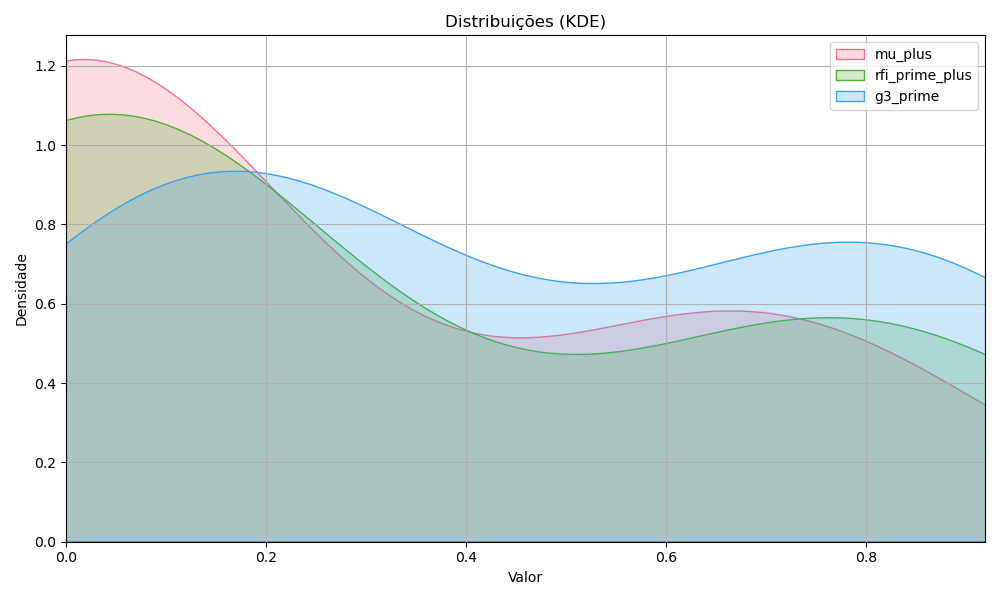 Distribuições (KDE)
mu_plus
rfi_prime_plus
g3_prime
1.2
1.0
0.8
0.6
0.4
0.2
0.0
Densidade
0.0 0.2 0.4 0.6 0.8
Valor